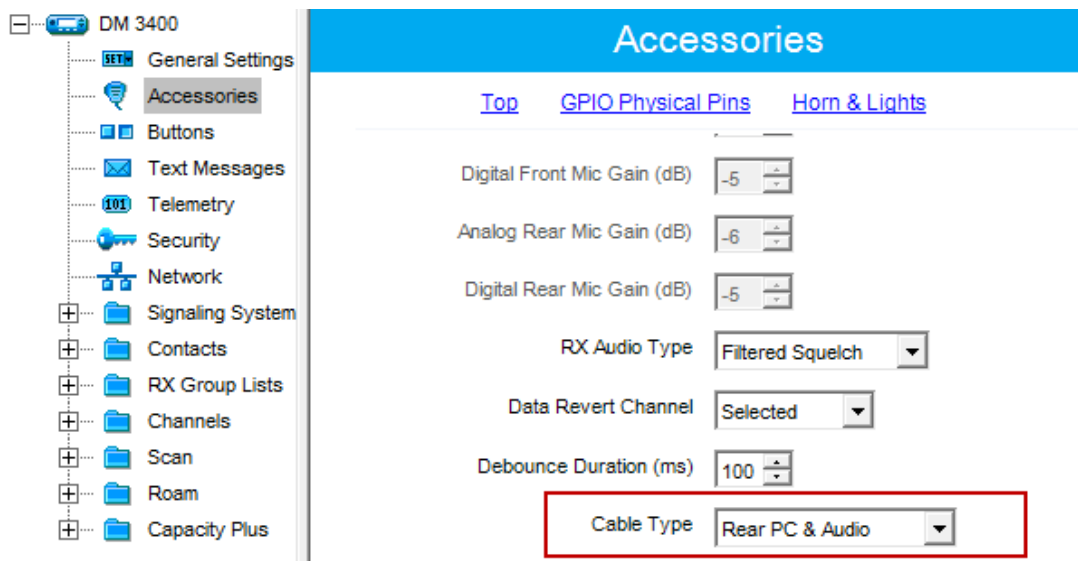 DM 3400
SET General Settings
Accessories
Buttons
Text Messages
101 Telemetry
Security
Network
Signaling System
Contacts
RX Group Lists
Channels
Scan
Roam
Capacity Plus
Accessories
Top GPIO Physical Pins Horn & Lights
Digital Front Mic Gain (dB) -5
Analog Rear Mic Gain (dB) -6
Digital Rear Mic Gain (dB) -5
RX Audio Type Filtered Squelch
Data Revert Channel Selected
Debounce Duration (ms) 100
Cable Type Rear PC & Audio